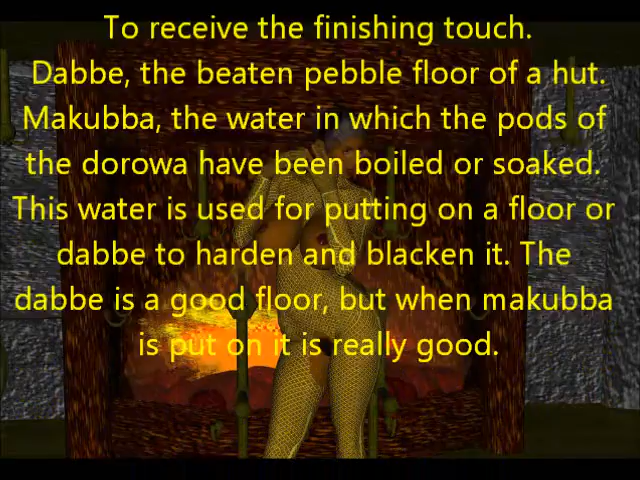 To receive the finishing touch.
Dabbe, the beaten pebble floor of a hut.
Makubba, the water in which the pods of
the dorowa have been boiled or soaked.
This water is used for putting on a floor or
dabbe to harden and blacken it. The
dabbe is a good floor, but when makubba
is put on it is really good.